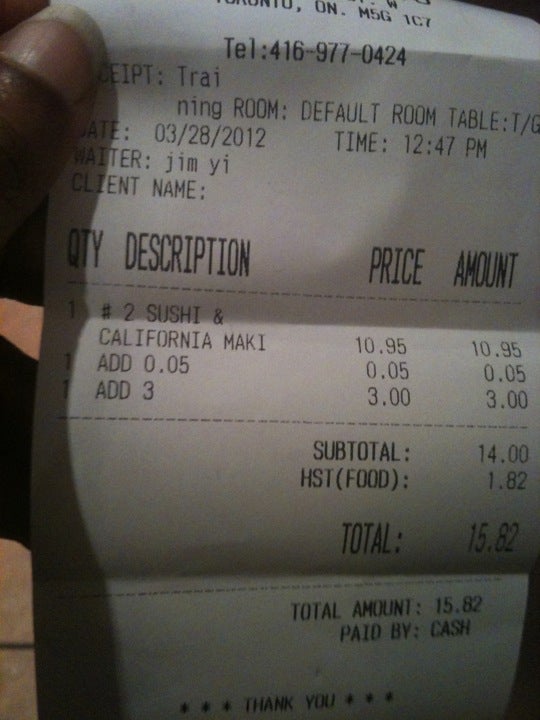 TORONTO, ON. M5G 1C7
Tel:416-977-0424
CEIPT: Trai
ning ROOM: DEFAULT ROOM TABLE:T/G
DATE: 03/28/2012 TIME: 12:47 PM
WAITER: jim yi
CLIENT NAME:
QTY DESCRIPTION PRICE AMOUNT
1 # 2 SUSHI &
CALIFORNIA MAKI 10.95 10.95
1 ADD 0.05 0.05 0.05
1 ADD 3 3.00 3.00
SUBTOTAL: 14.00
HST(FOOD): 1.82
TOTAL: 15.82
TOTAL AMOUNT: 15.82
PAID BY: CASH
* * * THANK YOU * * *